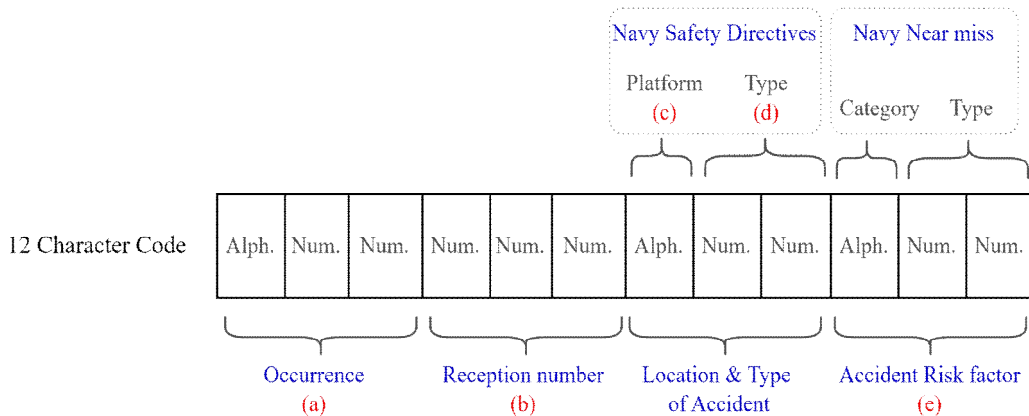 Navy Safety Directives
Navy Near miss
Platform
Type
(c)
(d)
Category
Type
12 Character Code
Alph.
Num.
Num.
Num.
Num.
Num.
Alph.
Num.
Num.
Alph.
Num.
Num.
Occurrence
(a)
Reception number
(b)
Location & Type
of Accident
Accident Risk factor
(e)